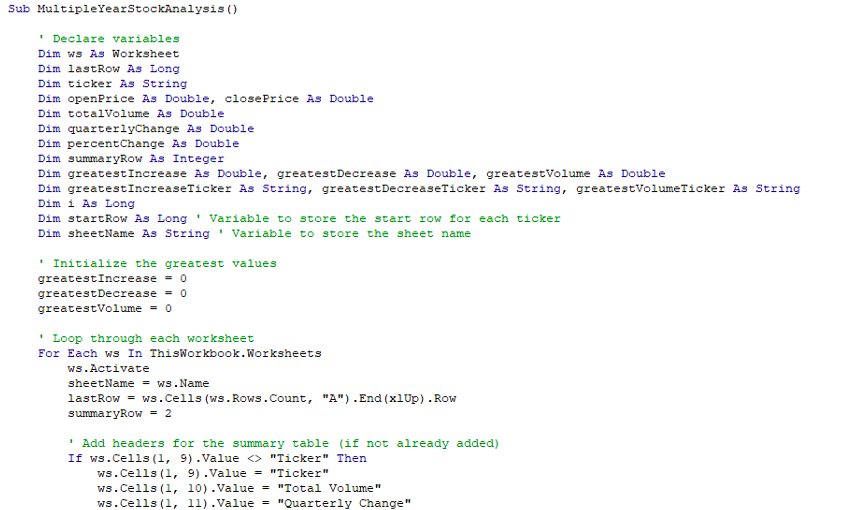 Sub MultipleYearStockAnalysis()
' Declare variables
Dim ws As Worksheet
Dim lastRow As Long
Dim ticker As String
Dim openPrice As Double, closePrice As Double
Dim totalVolume As Double
Dim quarterlyChange As Double
Dim percentChange As Double
Dim summaryRow As Integer
Dim greatestIncrease As Double, greatestDecrease As Double, greatestVolume As Double
Dim greatestIncreaseTicker As String, greatestDecreaseTicker As String, greatestVolumeTicker As String
Dim i As Long
Dim startRow As Long ' Variable to store the start row for each ticker
Dim sheetName As String ' Variable to store the sheet name
' Initialize the greatest values
greatestIncrease = 0
greatestDecrease = 0
greatestVolume = 0
' Loop through each worksheet
For Each ws In ThisWorkbook.Worksheets
ws.Activate
sheetName = ws.Name
lastRow = ws.Cells(ws.Rows.Count, "A").End(xlUp).Row
summaryRow = 2
' Add headers for the summary table (if not already added)
If ws.Cells(1, 9).Value <> "Ticker" Then
ws.Cells(1, 9).Value = "Ticker"
ws.Cells(1, 10).Value = "Total Volume"
ws.Cells(1, 11).Value = "Quarterly Change"